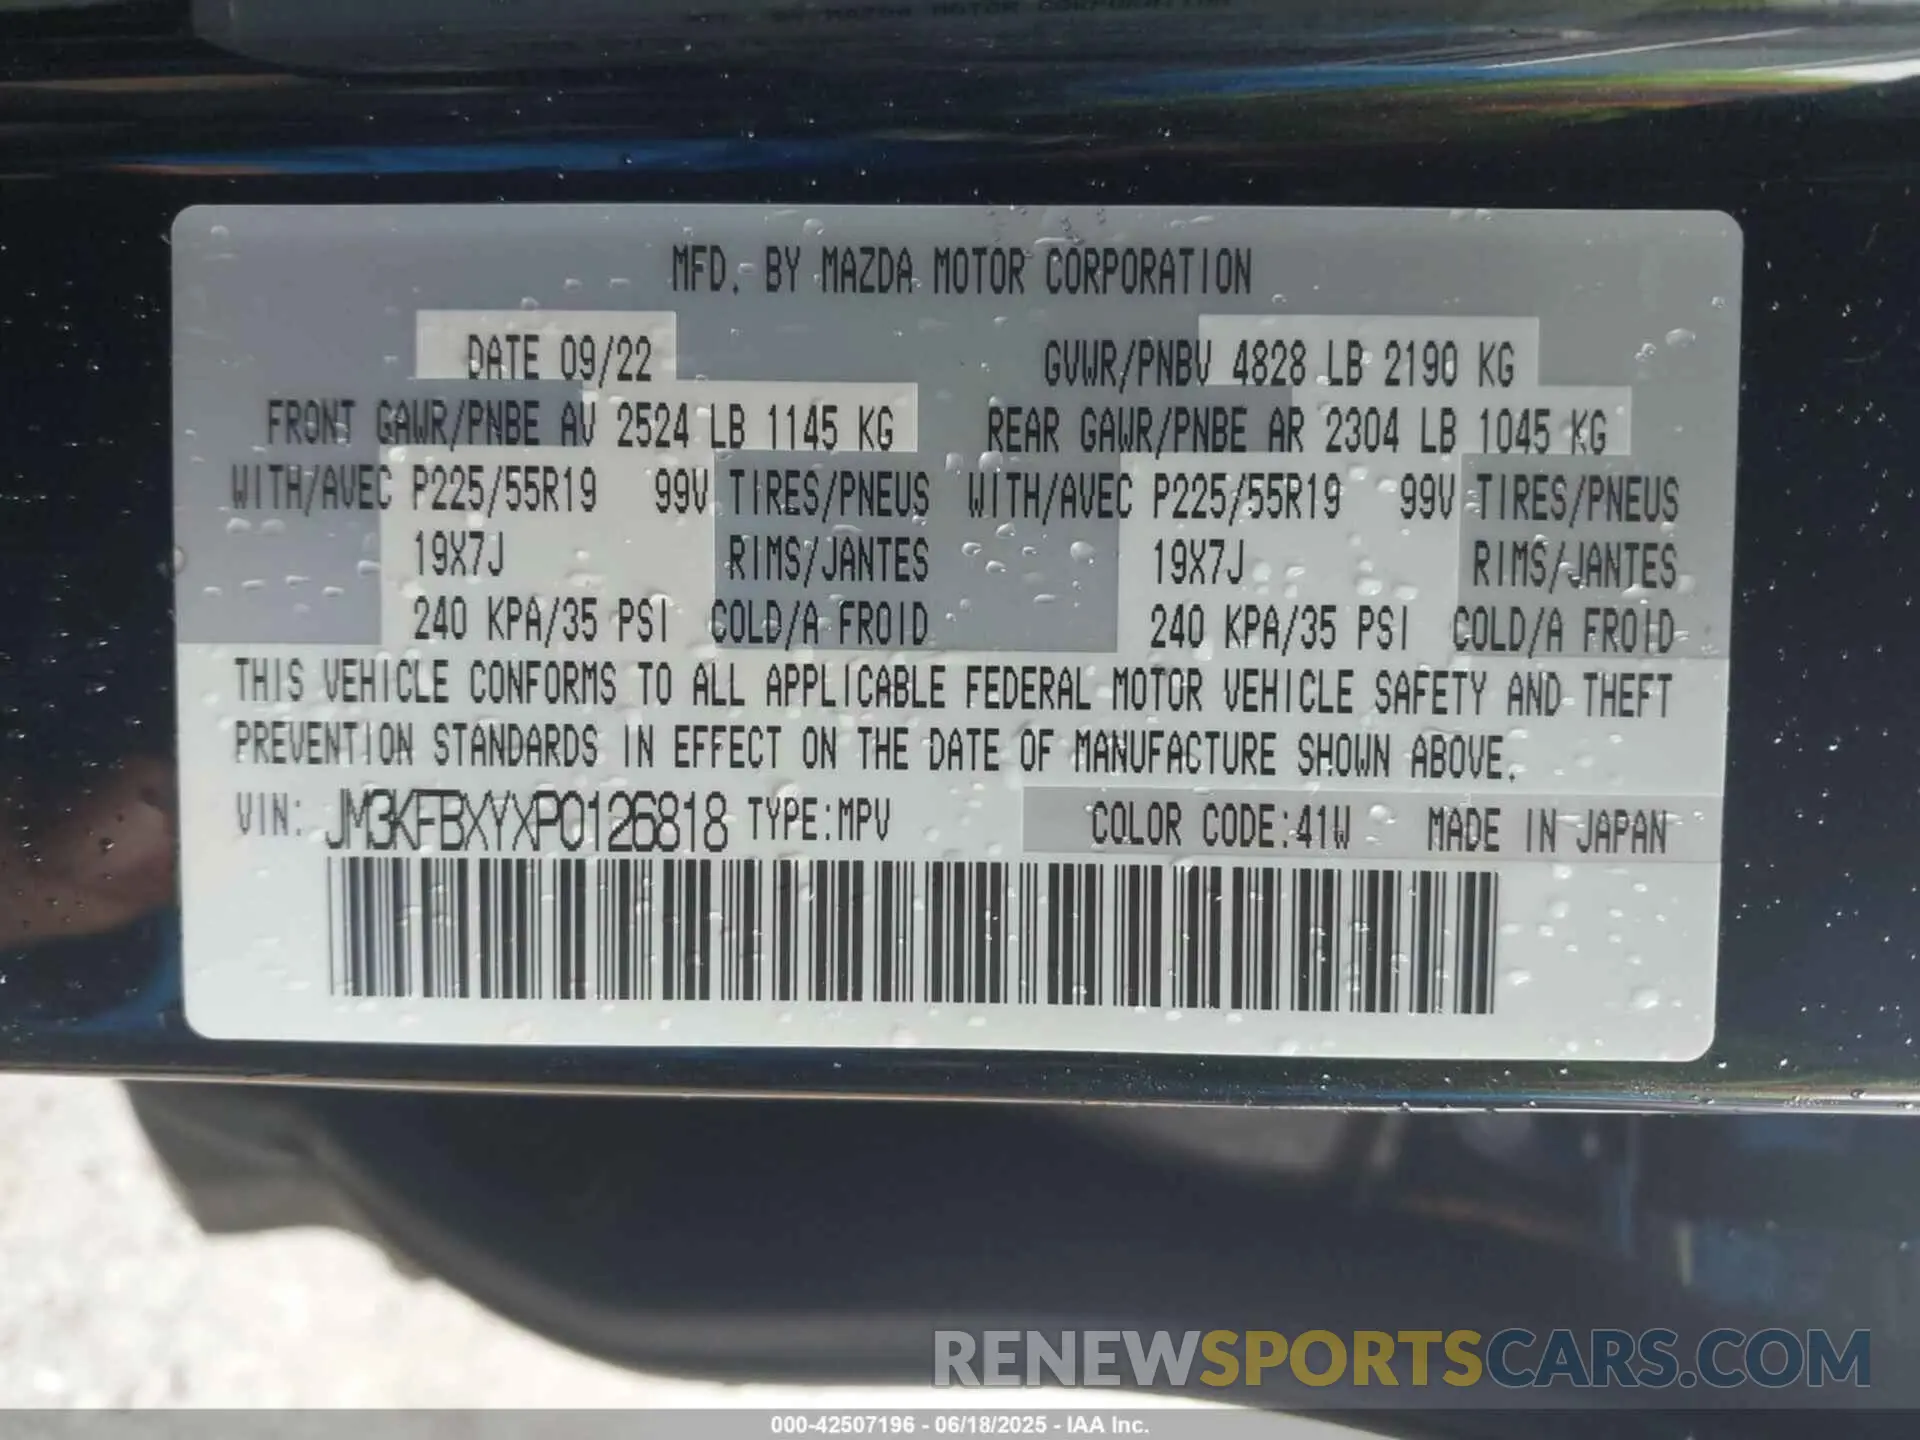 MFD. BY MAZDA MOTOR CORPORATION
DATE 09/22 GVWR/PNBV 4828 LB 2190 KG
FRONT GAWR/PNBE AV 2524 LB 1145 KG REAR GAWR/PNBE AR 2304 LB 1045 KG
WITH/AVEC P225/55R19 99V TIRES/PNEUS WITH/AVEC P225/55R19 99V TIRES/PNEUS
19X7J RIMS/JANTES 19X7J RIMS/JANTES
240 KPA/35 PSI COLD/A FROID 240 KPA/35 PSI COLD/A FROID
THIS VEHICLE CONFORMS TO ALL APPLICABLE FEDERAL MOTOR VEHICLE SAFETY AND THEFT
PREVENTION STANDARDS IN EFFECT ON THE DATE OF MANUFACTURE SHOWN ABOVE.
VIN: JM3KFBXYXP0126818 TYPE:MPV COLOR CODE:41W MADE IN JAPAN
RENEWSPORTSCARS.COM
000-42507196 - 06/18/2025 - IAA Inc.